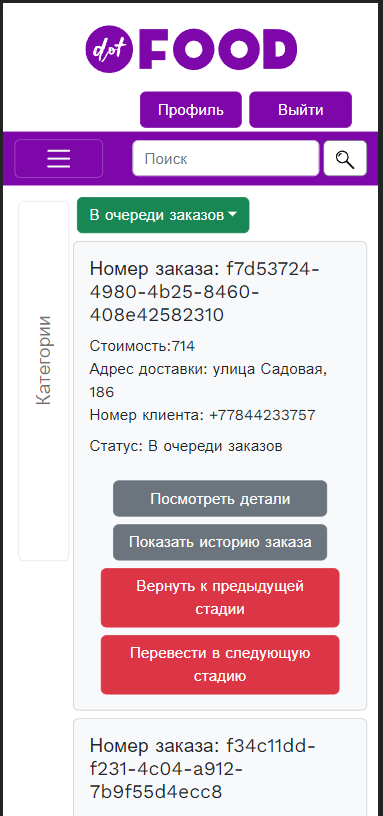 dot FOOD
Профиль Выйти
Поиск
В очереди заказов
Категории
Номер заказа: f7d53724-
4980-4b25-8460-
408e42582310
Стоимость:714
Адрес доставки: улица Садовая,
186
Номер клиента: +77844233757
Статус: В очереди заказов
Посмотреть детали
Показать историю заказа
Вернуть к предыдущей
стадии
Перевести в следующую
стадию
Номер заказа: f34c11dd-
f231-4c04-a912-
7b9f55d4ecc8